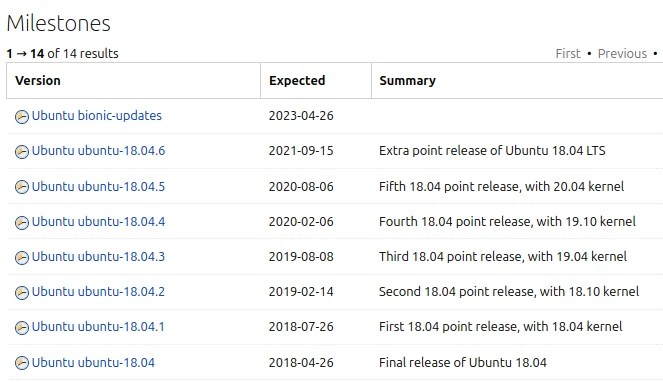 Milestones
1 → 14 of 14 results First • Previous •
Version Expected Summary
Ubuntu bionic-updates 2023-04-26
Ubuntu ubuntu-18.04.6 2021-09-15 Extra point release of Ubuntu 18.04 LTS
Ubuntu ubuntu-18.04.5 2020-08-06 Fifth 18.04 point release, with 20.04 kernel
Ubuntu ubuntu-18.04.4 2020-02-06 Fourth 18.04 point release, with 19.10 kernel
Ubuntu ubuntu-18.04.3 2019-08-08 Third 18.04 point release, with 19.04 kernel
Ubuntu ubuntu-18.04.2 2019-02-14 Second 18.04 point release, with 18.10 kernel
Ubuntu ubuntu-18.04.1 2018-07-26 First 18.04 point release, with 18.04 kernel
Ubuntu ubuntu-18.04 2018-04-26 Final release of Ubuntu 18.04